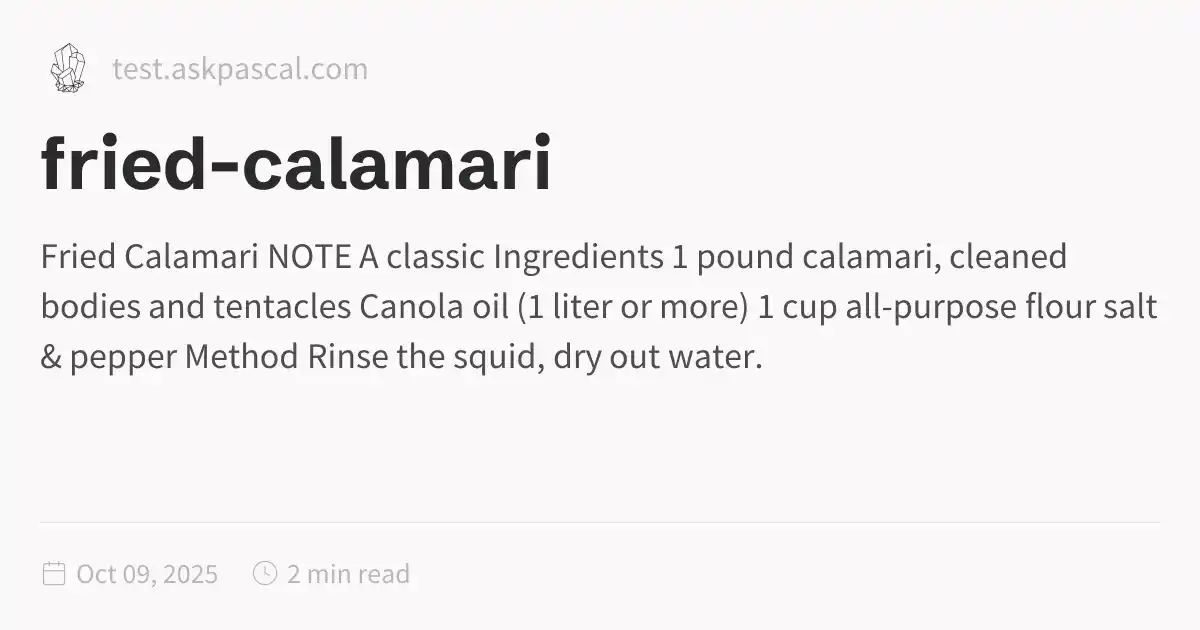 test.askpascal.com
fried-calamari
Fried Calamari NOTE A classic Ingredients 1 pound calamari, cleaned
bodies and tentacles Canola oil (1 liter or more) 1 cup all-purpose flour salt
& pepper Method Rinse the squid, dry out water.
Oct 09, 2025 2 min read